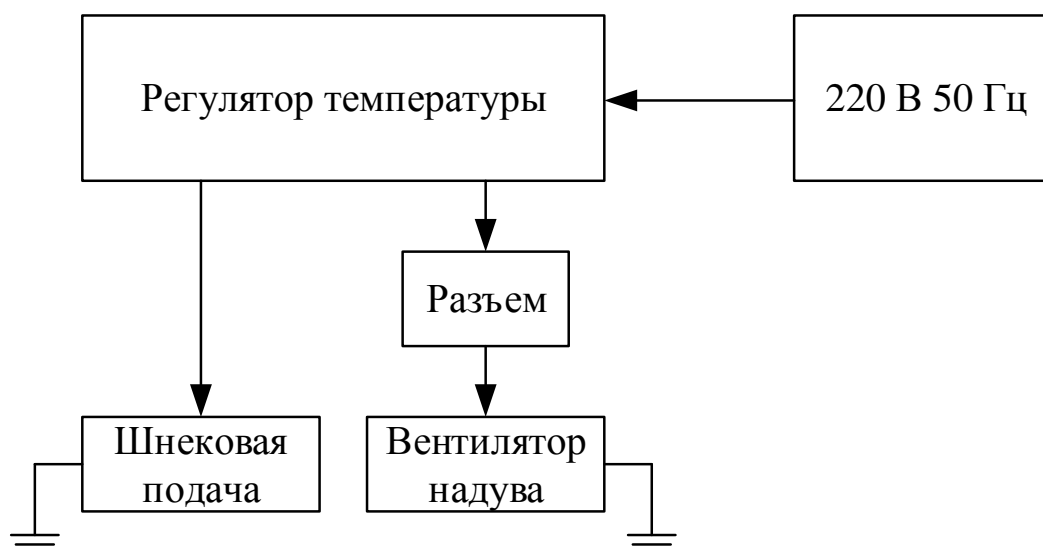 Регулятор температуры
220 В 50 Гц
Разъем
Шнековая
подача
Вентилятор
надува